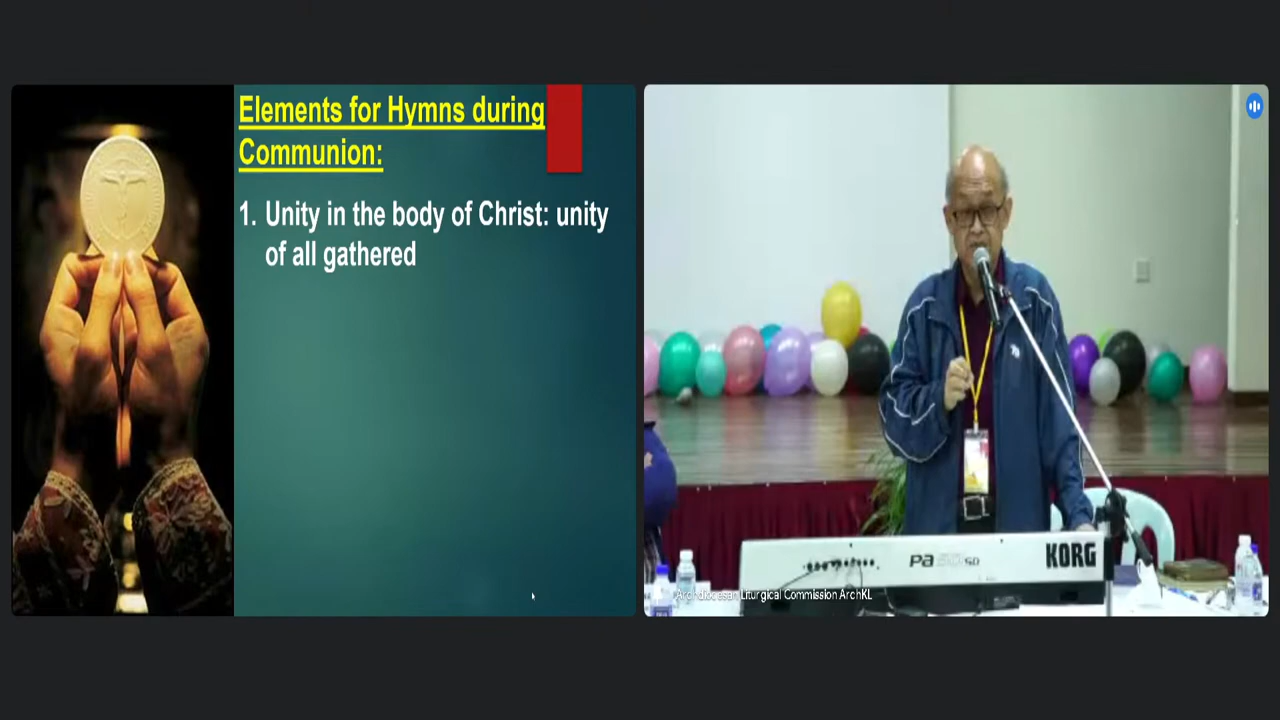 Elements for Hymns during
Communion:
1. Unity in the body of Christ: unity
of all gathered
KORG
Archdiocesan Liturgical Commission ArchKL